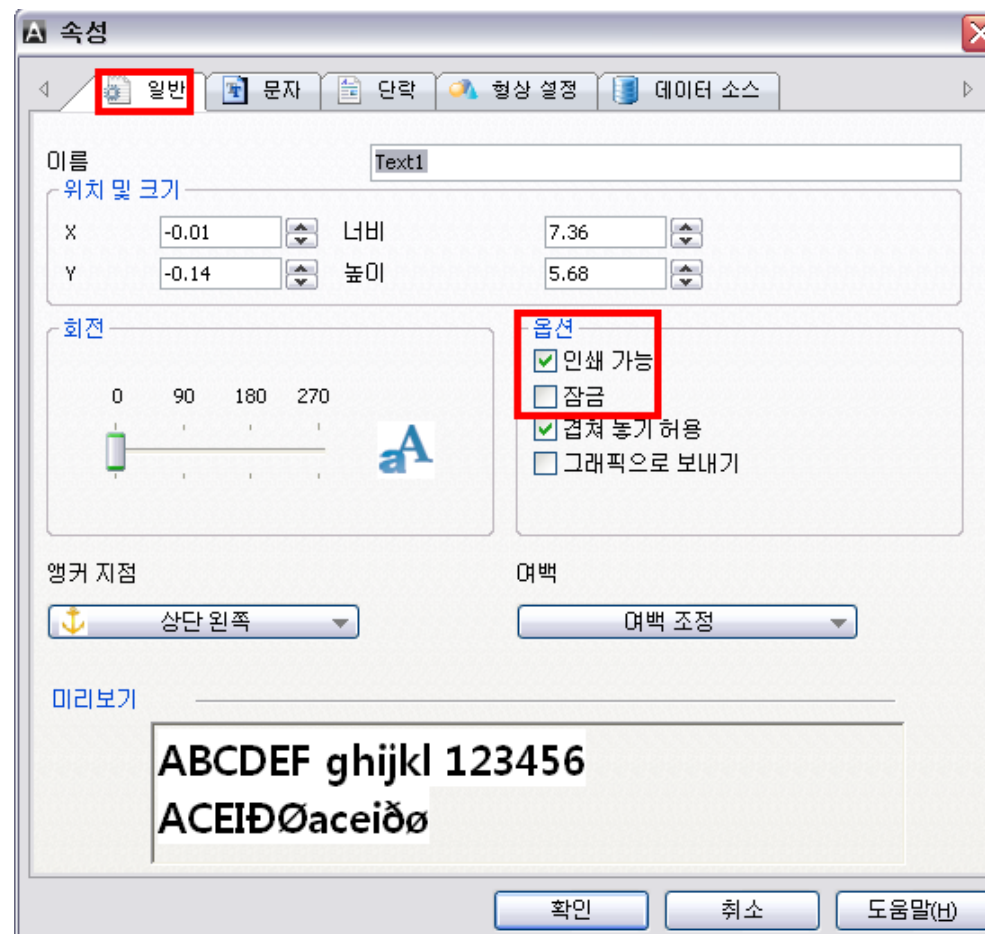 속성
일반 문자 단락 형상 설정 데이터 소스
이름 Text1
위치 및 크기
X -0.01 너비 7.36
Y -0.14 높이 5.68
회전 옵션
인쇄 가능
0 90 180 270 잠금
겹쳐 놓기 허용
aA 그래픽으로 보내기
앵커 지점 여백
상단 왼쪽 여백 조정
미리보기
ABCDEF ghijkl 123456
ACEIÐØaceiðø
확인 취소 도움말(H)